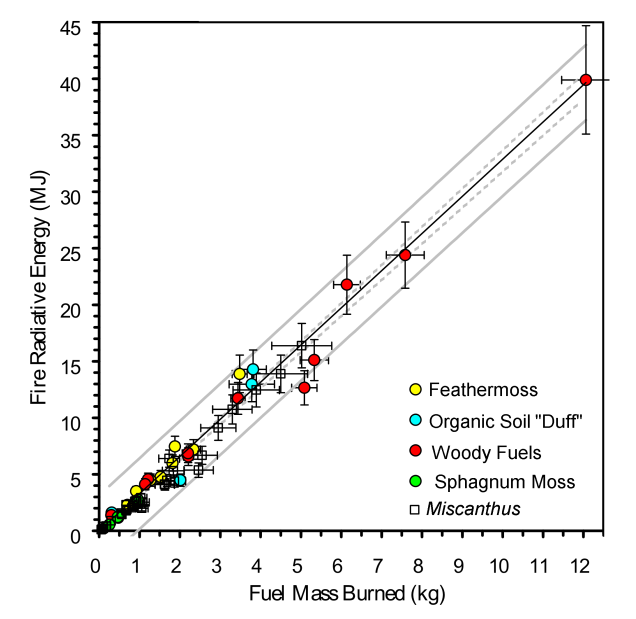 45
40
35
30
25
20
15
10
5
0
Fire Radiative Energy (MJ)
Feathermoss
Organic Soil "Duff"
Woody Fuels
Sphagnum Moss
Miscanthus
0 1 2 3 4 5 6 7 8 9 10 11 12
Fuel Mass Burned (kg)